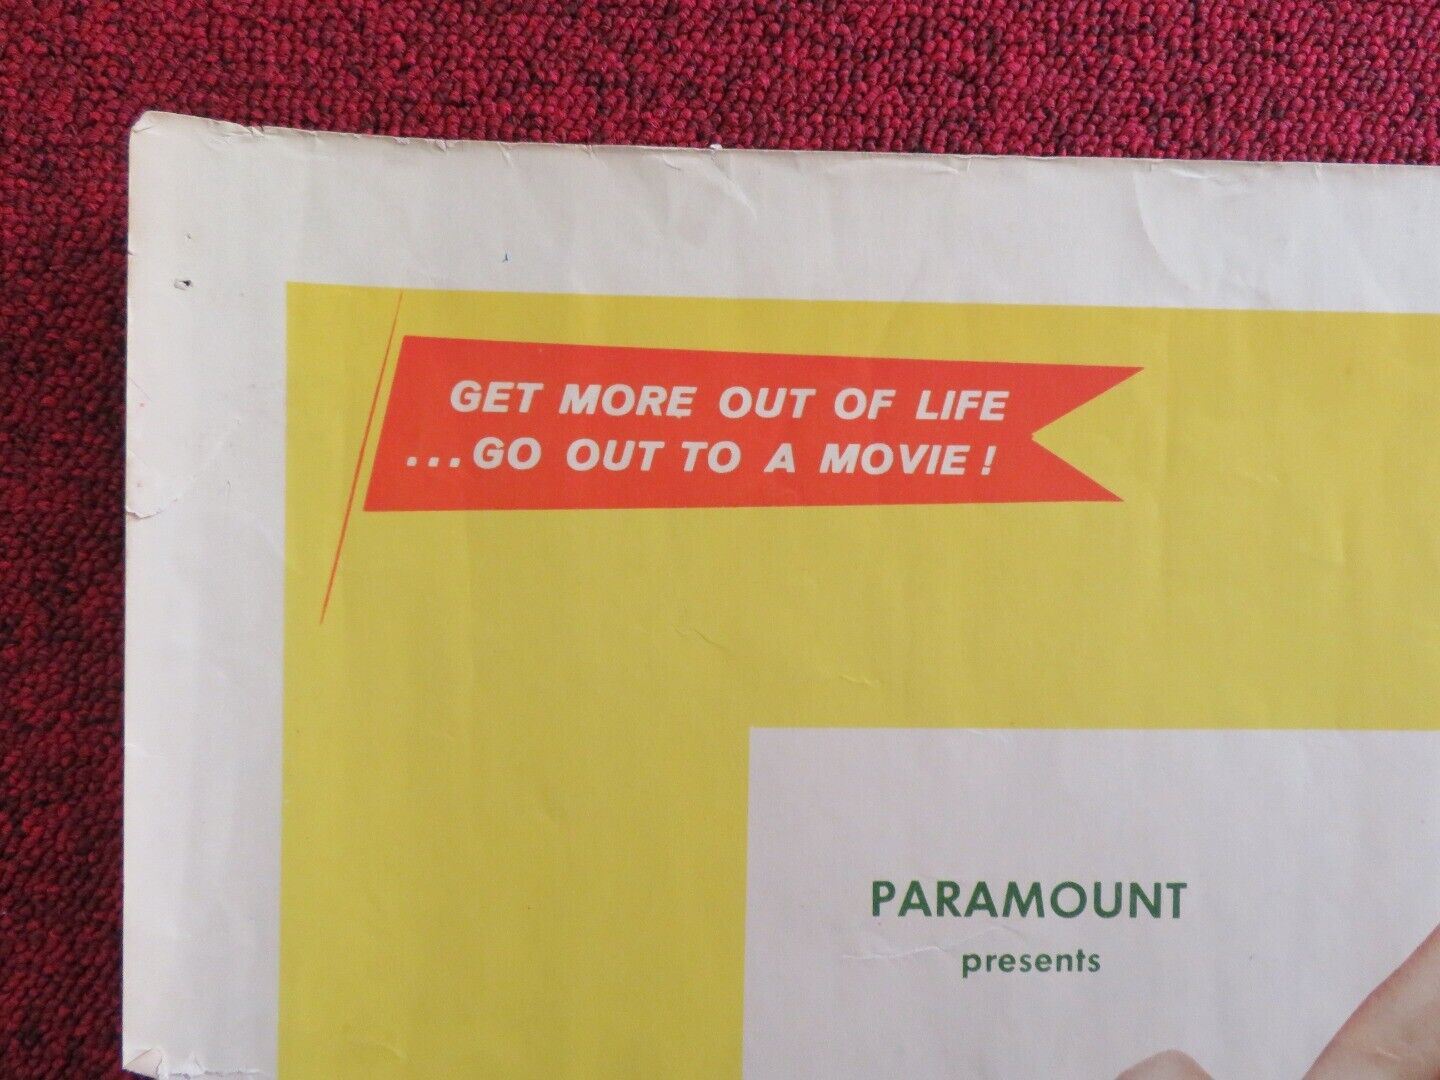 GET MORE OUT OF LIFE
...GO OUT TO A MOVIE!
PARAMOUNT
presents